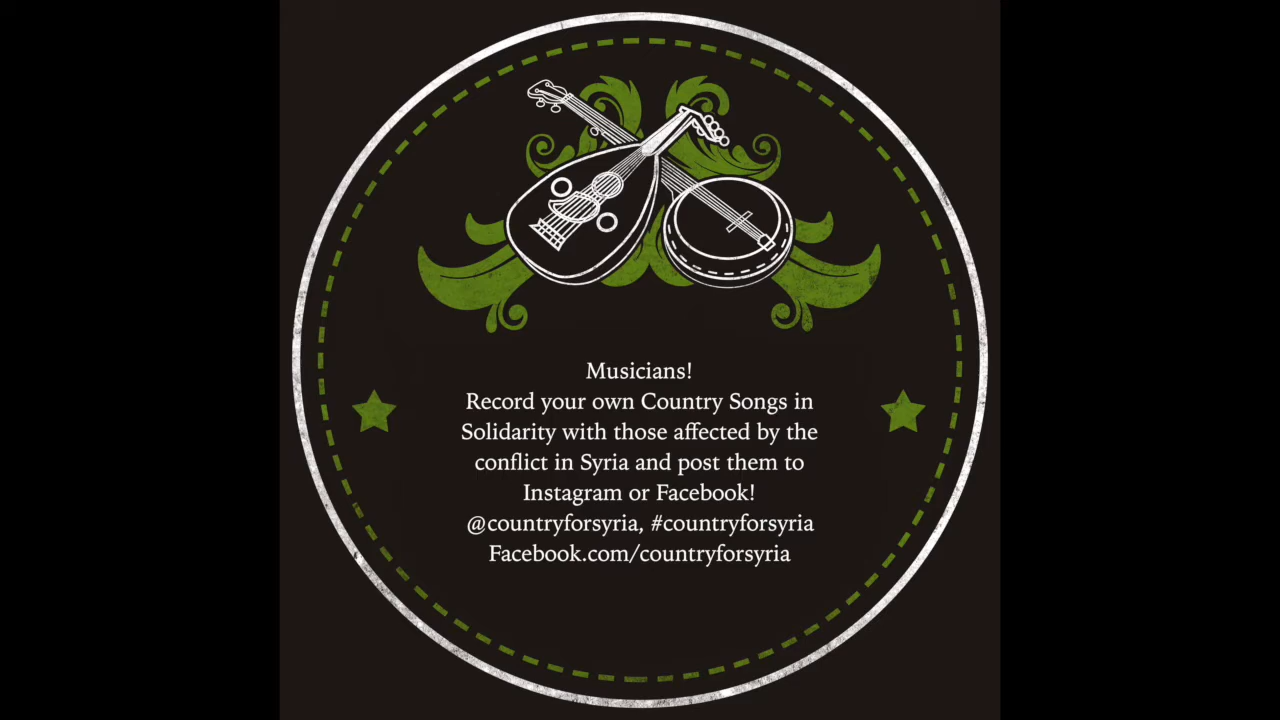 Musicians!
Record your own Country Songs in
Solidarity with those affected by the
conflict in Syria and post them to
Instagram or Facebook!
@countryforsyria, #countryforsyria
Facebook.com/countryforsyria